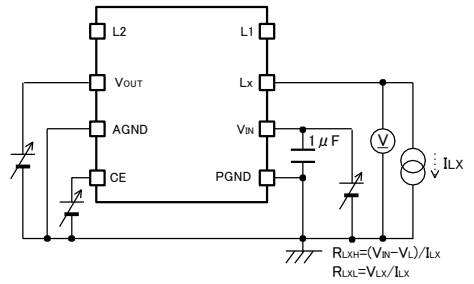 L2 L1
VOUT LX
AGND VIN 1μF V ILX
CE PGND
RLXH=(VIN-VL)/ILX
RLXL=VLX/ILX